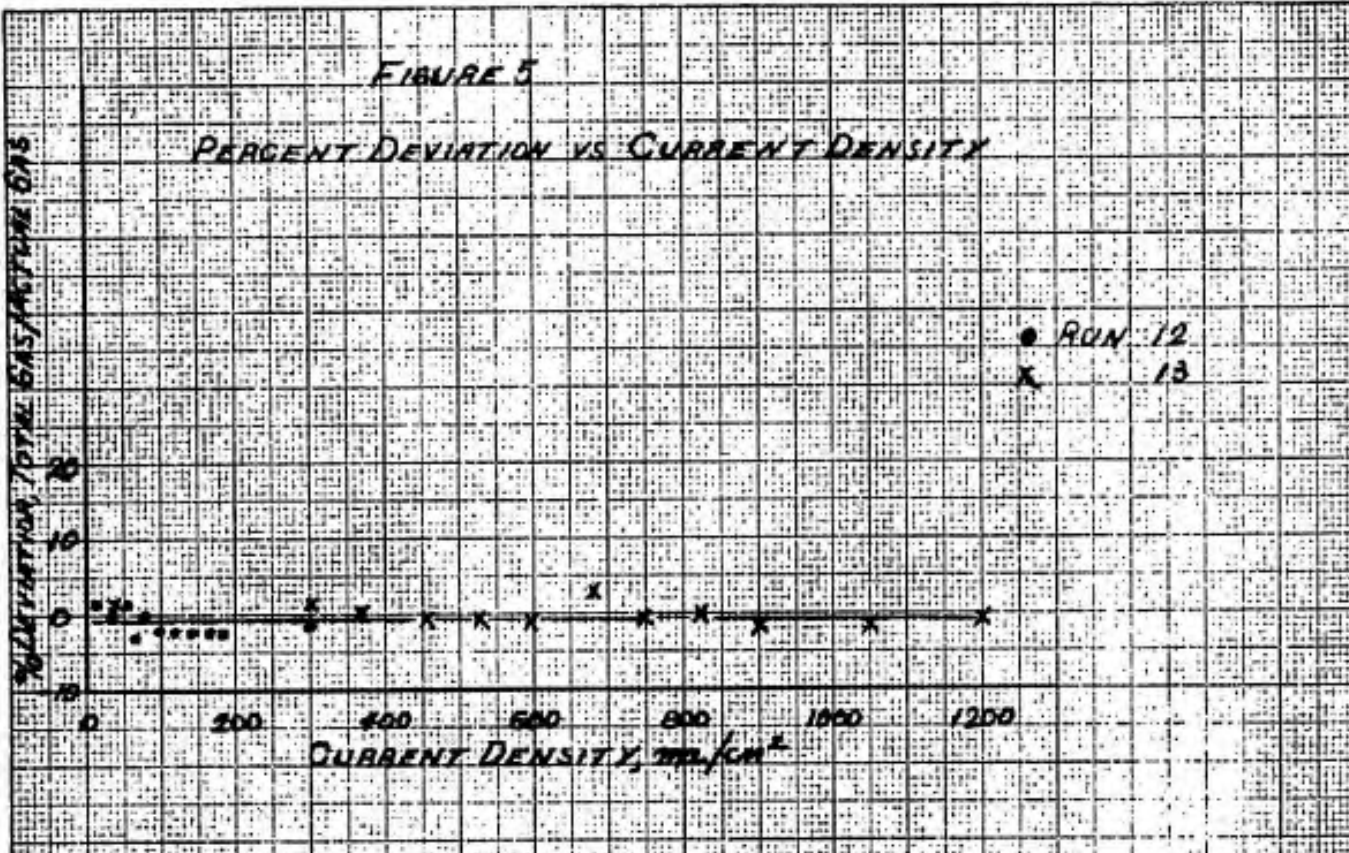 FIGURE 5
PERCENT DEVIATION VS CURRENT DENSITY
% DEVIATION, TOTAL GAS/ACTUAL GAS
● RUN 12
x 13
20
10
0
-10
0 200 400 600 800 1000 1200
CURRENT DENSITY, ma/cm²